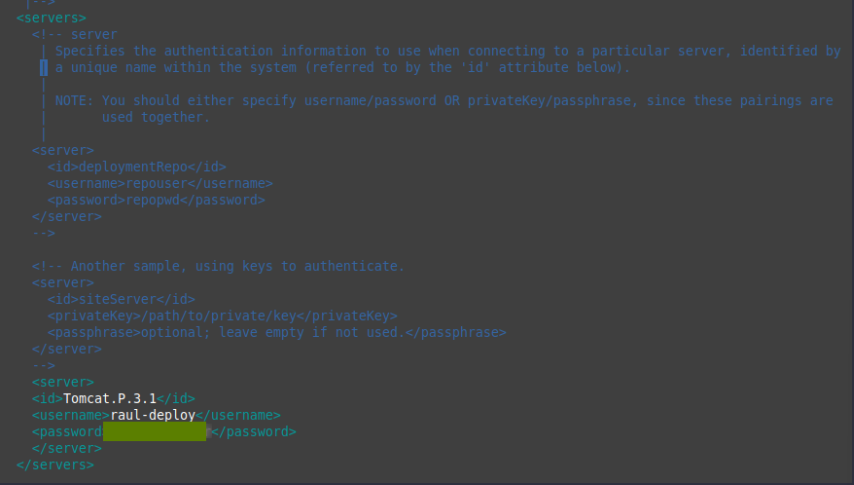 |-->
<servers>
<!-- server
| Specifies the authentication information to use when connecting to a particular server, identified by
| a unique name within the system (referred to by the 'id' attribute below).
|
| NOTE: You should either specify username/password OR privateKey/passphrase, since these pairings are
| used together.
|
<server>
<id>deploymentRepo</id>
<username>repouser</username>
<password>repopwd</password>
</server>
-->
<!-- Another sample, using keys to authenticate.
<server>
<id>siteServer</id>
<privateKey>/path/to/private/key</privateKey>
<passphrase>optional; leave empty if not used.</passphrase>
</server>
-->
<server>
<id>Tomcat.P.3.1</id>
<username>raul-deploy</username>
<password </password>
</server>
</servers>